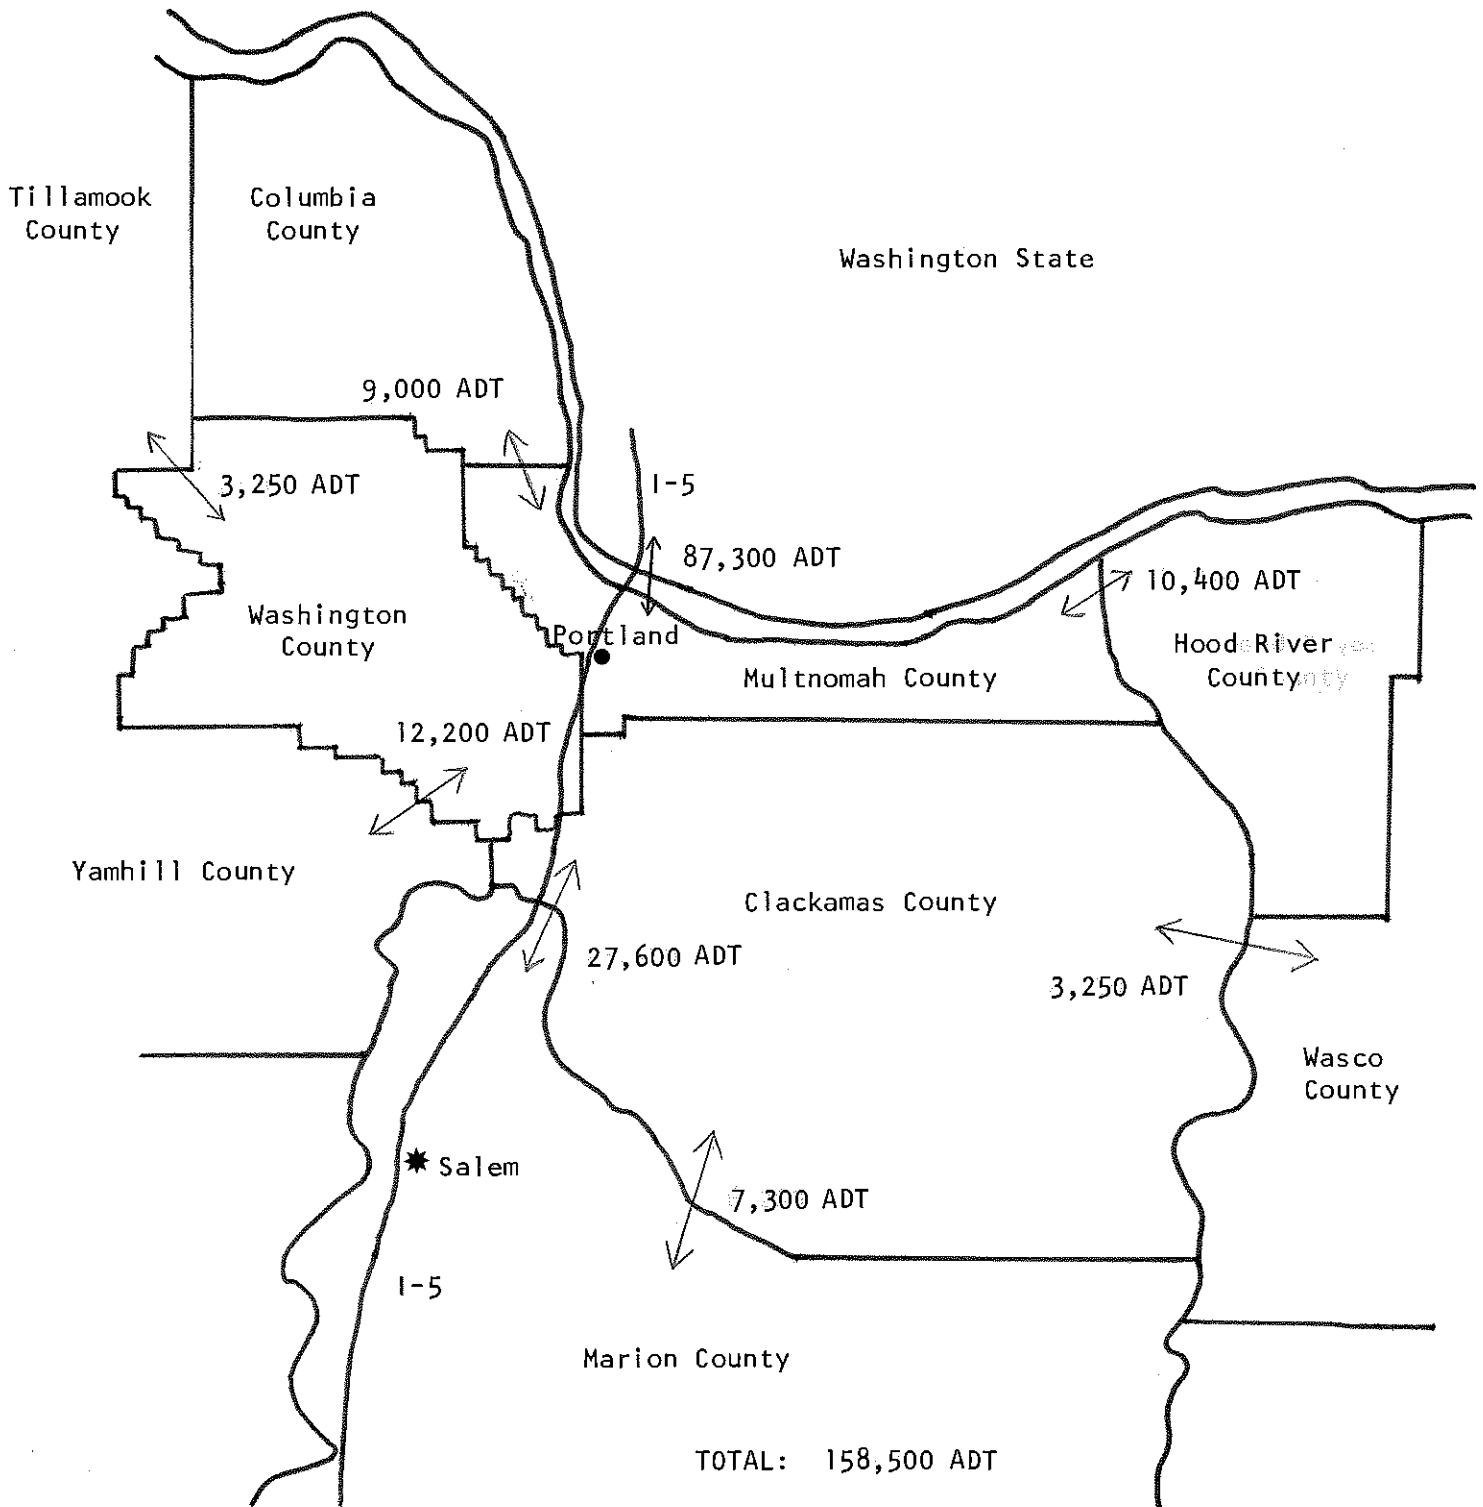 Tillamook
County
Columbia
County
Washington State
9,000 ADT
3,250 ADT
I-5
87,300 ADT
10,400 ADT
Washington
County
Portland
Hood River
County
Multnomah County
12,200 ADT
Yamhill County
Clackamas County
27,600 ADT
3,250 ADT
Wasco
County
Salem
7,300 ADT
I-5
Marion County
TOTAL: 158,500 ADT